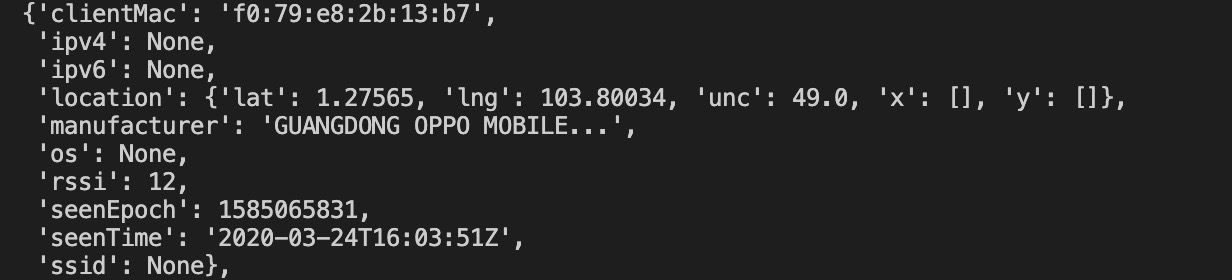 {'clientMac': 'f0:79:e8:2b:13:b7',
'ipv4': None,
'ipv6': None,
'location': {'lat': 1.27565, 'lng': 103.80034, 'unc': 49.0, 'x': [], 'y': []},
'manufacturer': 'GUANGDONG OPPO MOBILE...',
'os': None,
'rssi': 12,
'seenEpoch': 1585065831,
'seenTime': '2020-03-24T16:03:51Z',
'ssid': None},